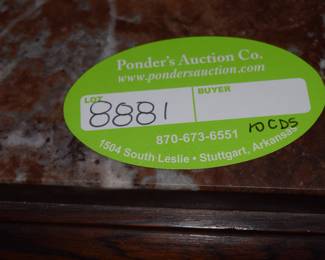 Ponder's Auction Co.
www.pondersauction.com
LOT BUYER
8881
870-673-6551
10 CDS
1504 South Leslie • Stuttgart, Arkansas